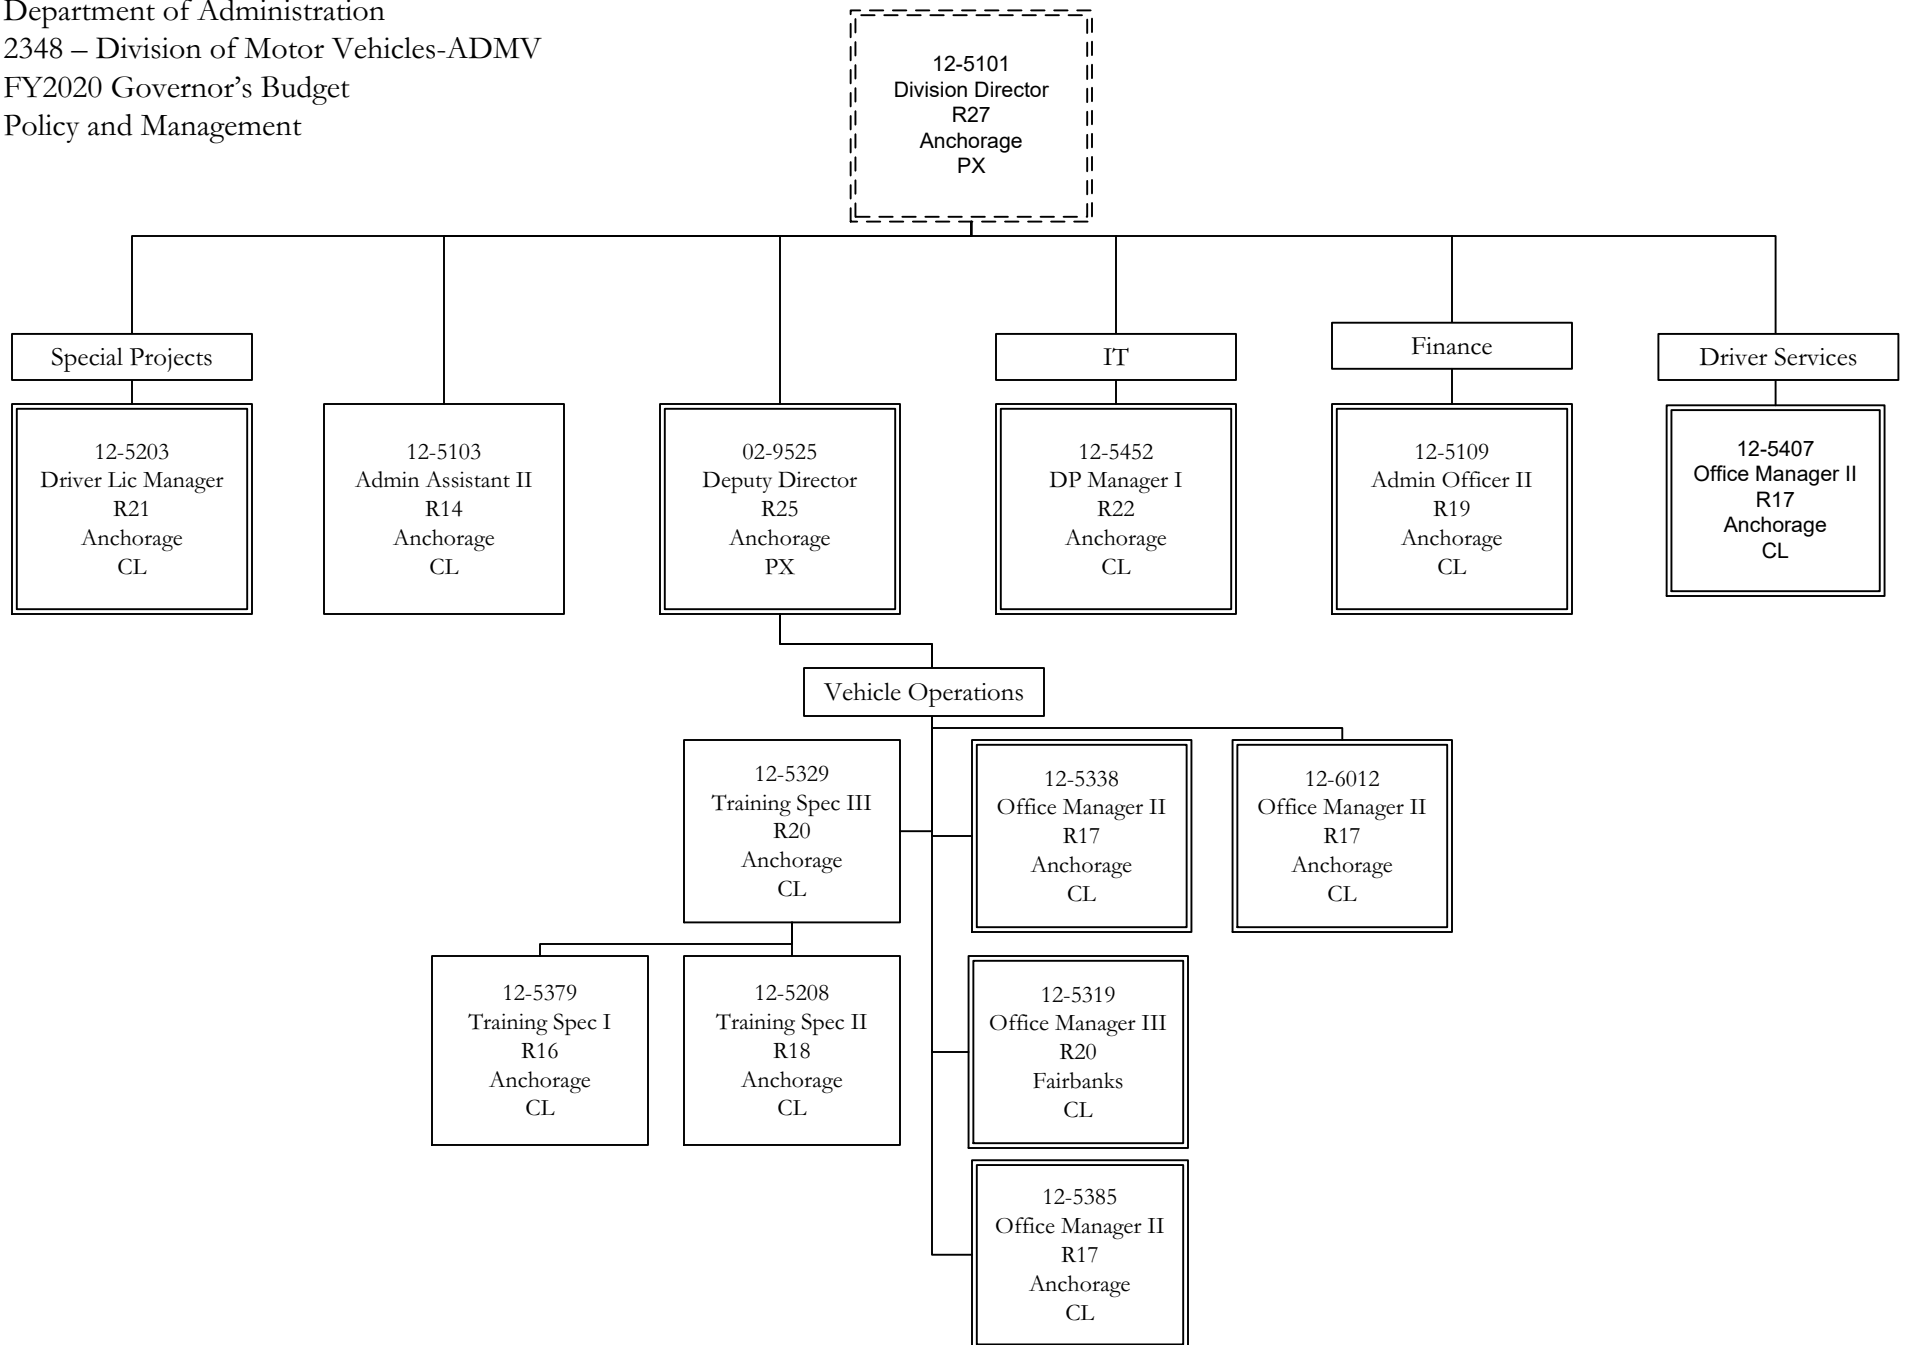 Department of Administration
2348 – Division of Motor Vehicles-ADMV
FY2020 Governor's Budget
Policy and Management
12-5101
Division Director
R27
Anchorage
PX
Special Projects
IT
Finance
Driver Services
12-5203
Driver Lic Manager
R21
Anchorage
CL
12-5103
Admin Assistant II
R14
Anchorage
CL
02-9525
Deputy Director
R25
Anchorage
PX
12-5452
DP Manager I
R22
Anchorage
CL
12-5109
Admin Officer II
R19
Anchorage
CL
12-5407
Office Manager II
R17
Anchorage
CL
Vehicle Operations
12-5329
Training Spec III
R20
Anchorage
CL
12-5338
Office Manager II
R17
Anchorage
CL
12-6012
Office Manager II
R17
Anchorage
CL
12-5379
Training Spec I
R16
Anchorage
CL
12-5208
Training Spec II
R18
Anchorage
CL
12-5319
Office Manager III
R20
Fairbanks
CL
12-5385
Office Manager II
R17
Anchorage
CL